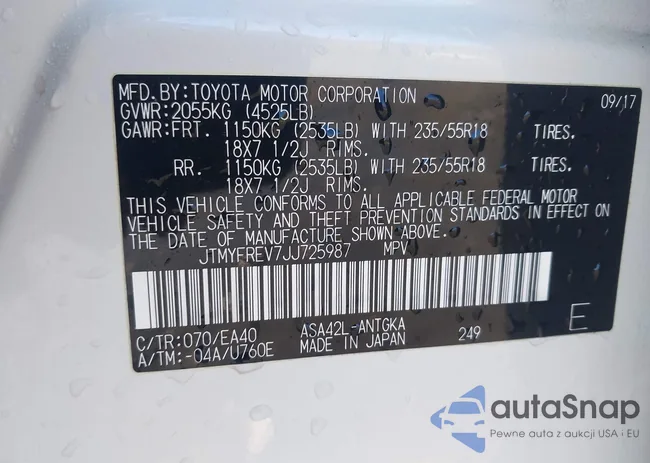 MFD.BY:TOYOTA MOTOR CORPORATION 09/17
GVWR:2055KG (4525LB)
GAWR:FRT. 1150KG (2535LB) WITH 235/55R18 TIRES.
18X7 1/2J RIMS.
RR. 1150KG (2535LB) WITH 235/55R18 TIRES.
18X7 1/2J RIMS.
THIS VEHICLE CONFORMS TO ALL APPLICABLE FEDERAL MOTOR
VEHICLE SAFETY AND THEFT PREVENTION STANDARDS IN EFFECT ON
THE DATE OF MANUFACTURE SHOWN ABOVE.
JTMYFREV7JJ725987 MPV
C/TR:070/EA40 ASA42L-ANTGKA 249 E
A/TM:-04A/U760E MADE IN JAPAN
autoSnap
Pewne auta z aukcji USA i EU